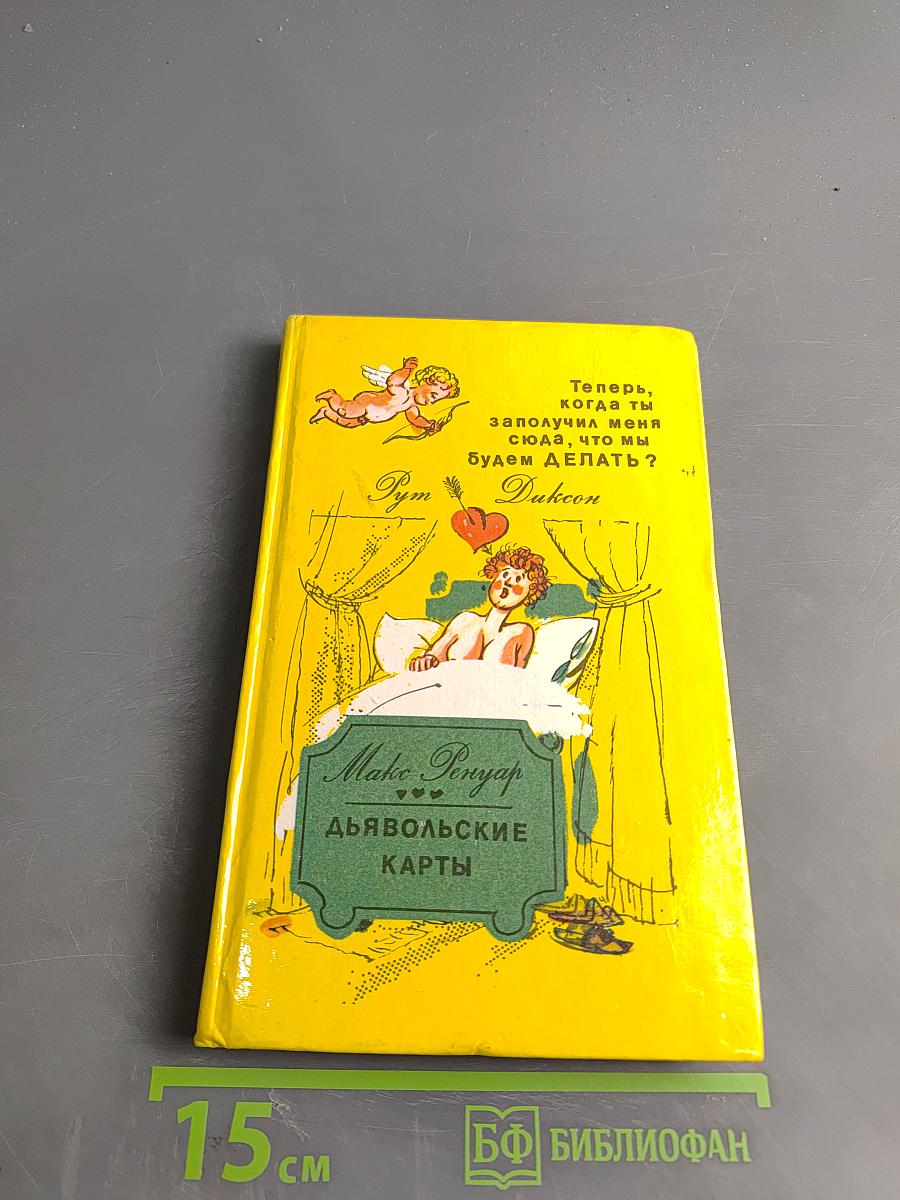 Теперь,
когда ты
заполучил меня
сюда, что мы
будем ДЕЛАТЬ?
Рут Диксон
Макс Ренуар
ДЬЯВОЛЬСКИЕ
КАРТЫ
15 см
БФ БИБЛИОФАН